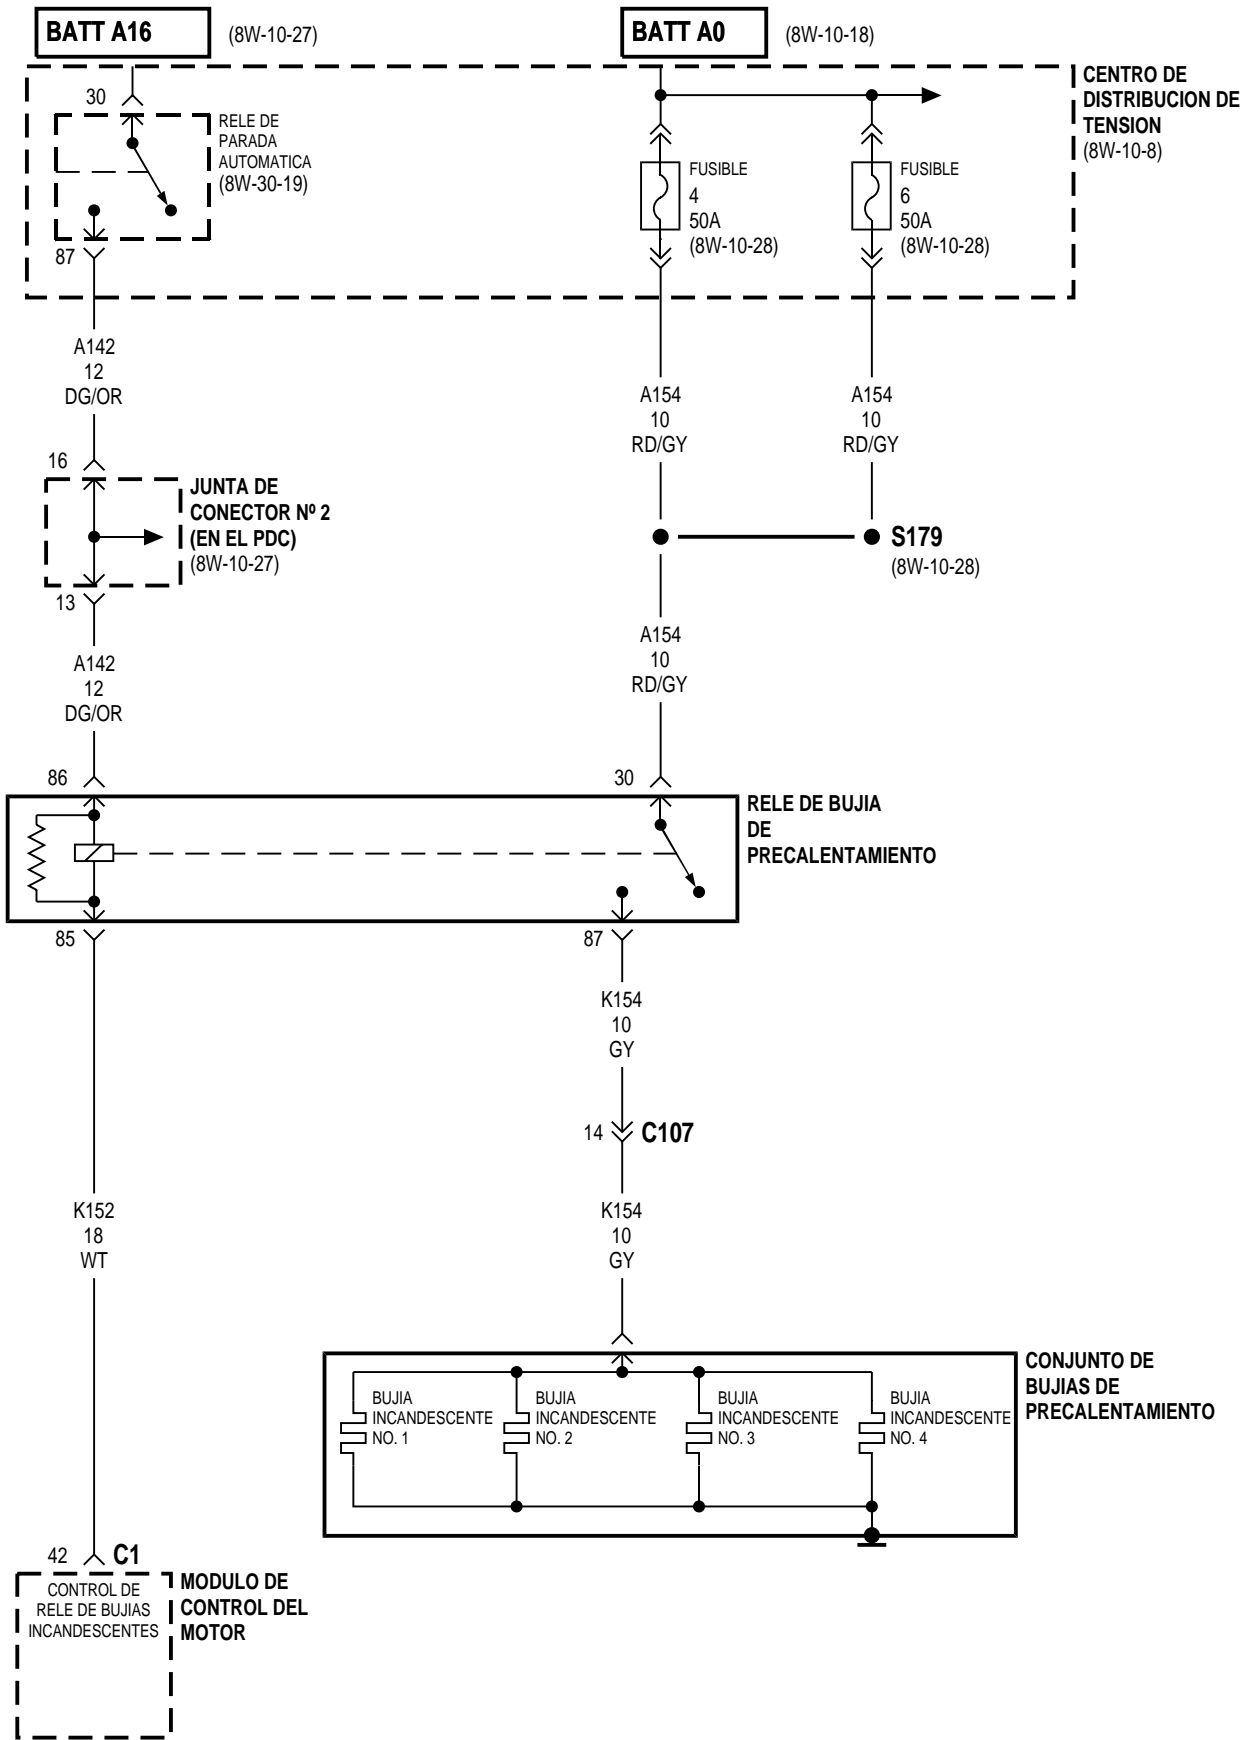 BATT A16
(8W-10-27)
BATT A0
(8W-10-18)
CENTRO DE
DISTRIBUCION DE
TENSION
(8W-10-8)
30
RELE DE
PARADA
AUTOMATICA
(8W-30-19)
87
FUSIBLE
4
50A
(8W-10-28)
FUSIBLE
6
50A
(8W-10-28)
A142
12
DG/OR
A154
10
RD/GY
A154
10
RD/GY
16
JUNTA DE
CONECTOR Nº 2
(EN EL PDC)
(8W-10-27)
13
S179
(8W-10-28)
A142
12
DG/OR
A154
10
RD/GY
86
30
RELE DE BUJIA
DE
PRECALENTAMIENTO
85
87
K154
10
GY
14
C107
K152
18
WT
K154
10
GY
CONJUNTO DE
BUJIAS DE
PRECALENTAMIENTO
BUJIA
INCANDESCENTE
NO. 1
BUJIA
INCANDESCENTE
NO. 2
BUJIA
INCANDESCENTE
NO. 3
BUJIA
INCANDESCENTE
NO. 4
42
C1
CONTROL DE
RELE DE BUJIAS
INCANDESCENTES
MODULO DE
CONTROL DEL
MOTOR